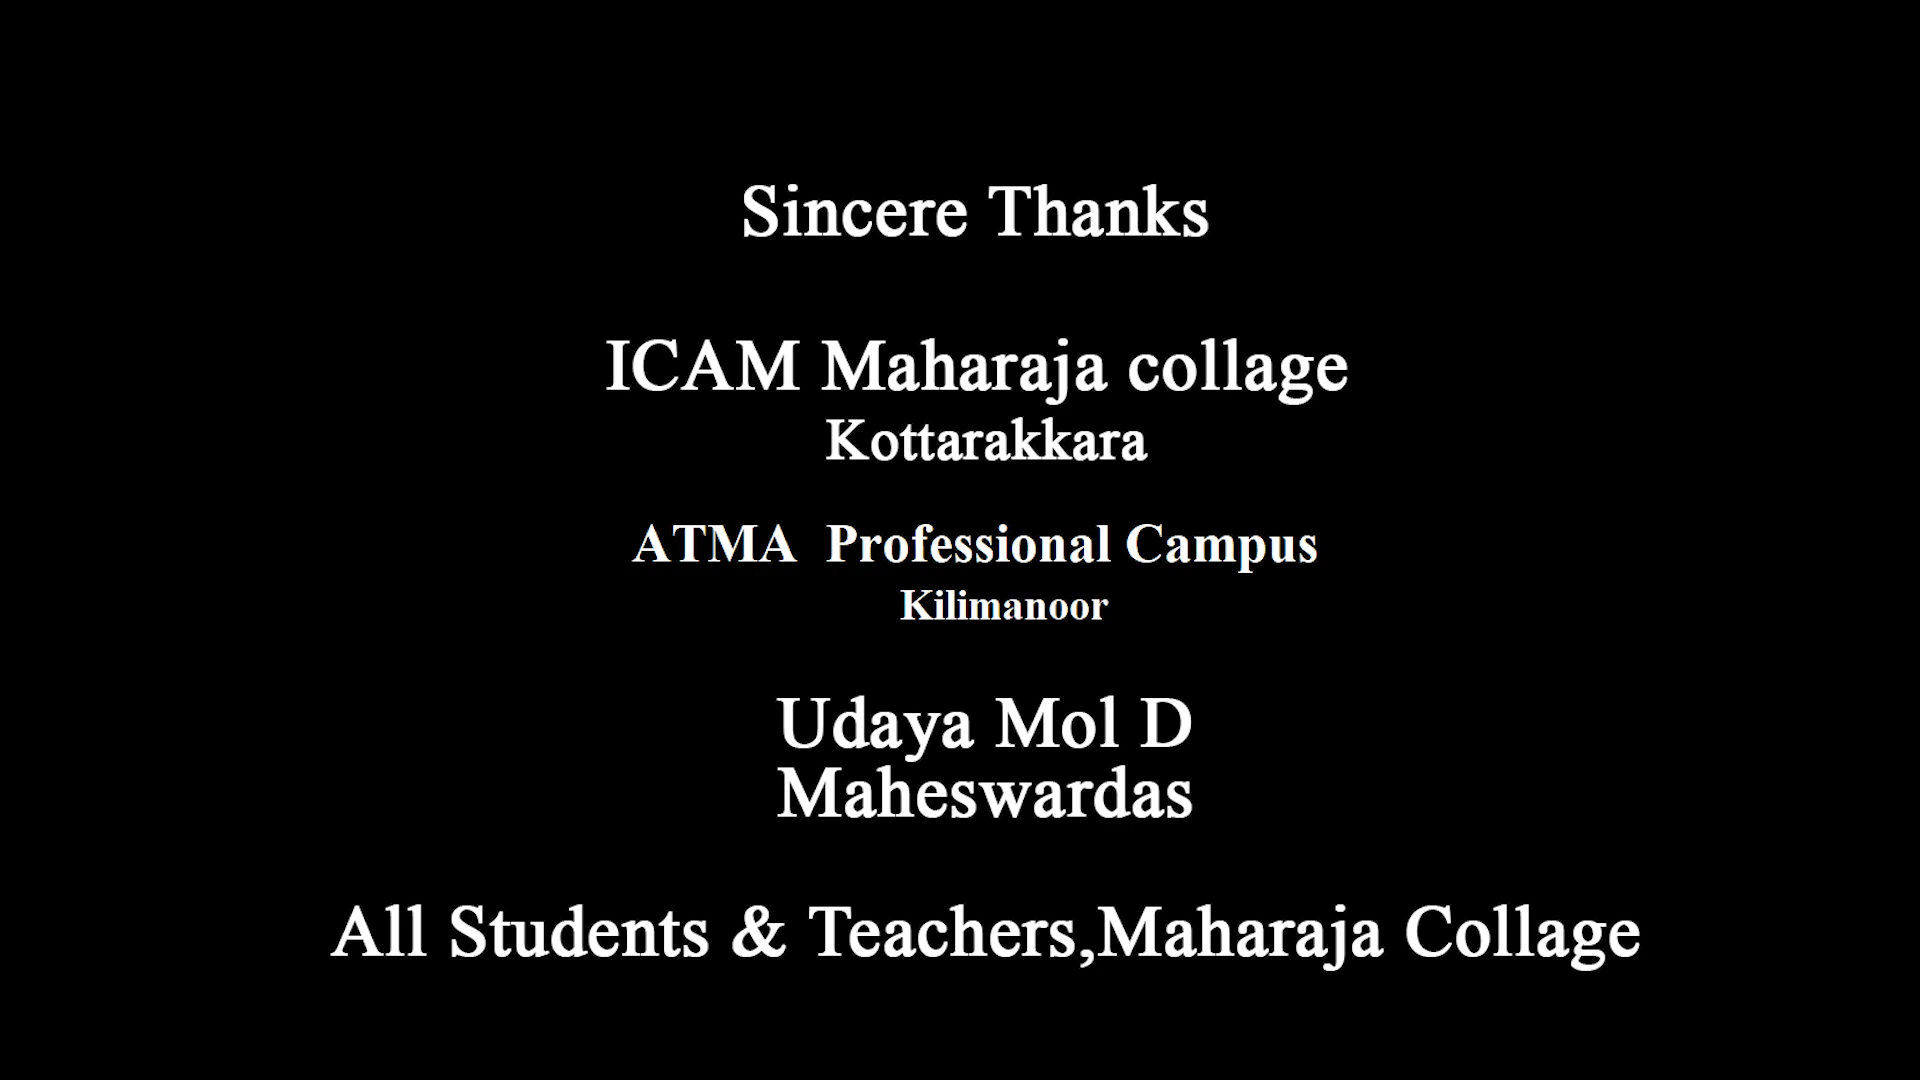 Sincere Thanks
ICAM Maharaja collage
Kottarakkara
ATMA Professional Campus
Kilimanoor
Udaya Mol D
Maheswardas
All Students & Teachers,Maharaja Collage